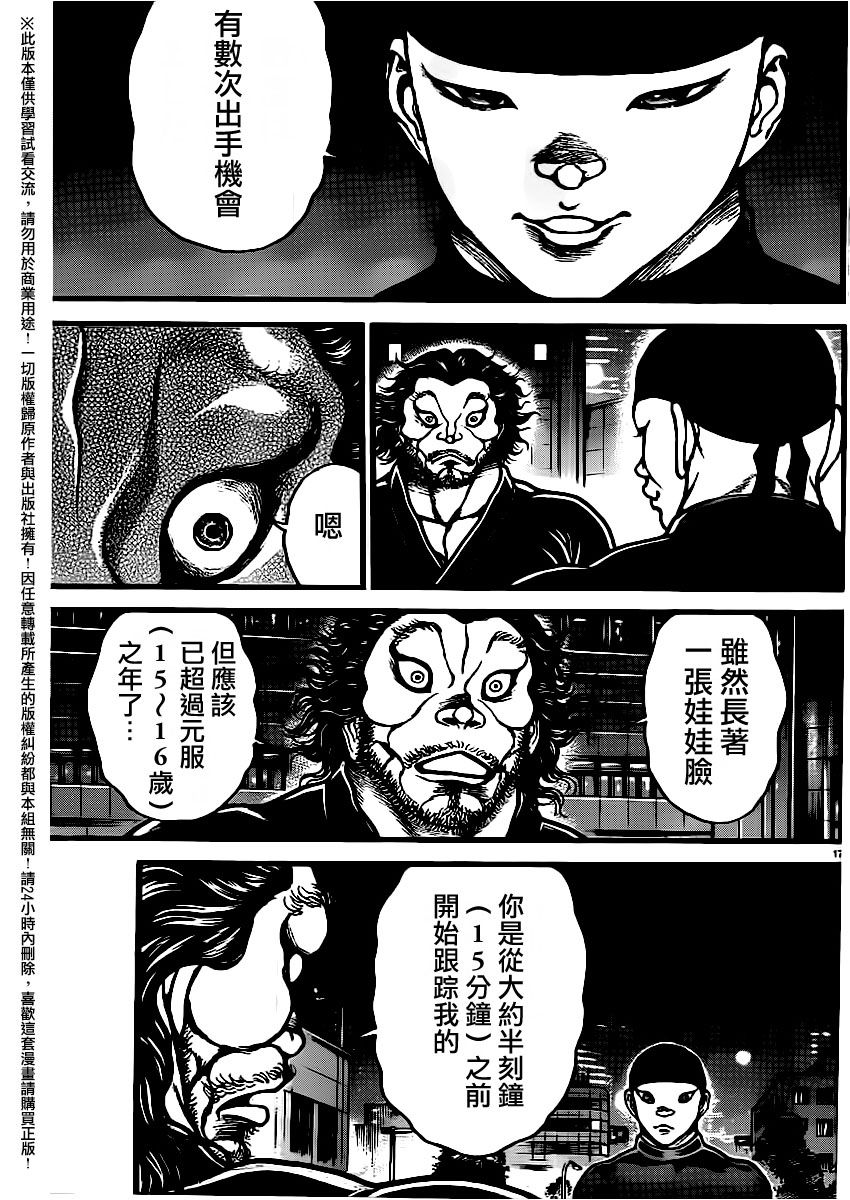 有數次出手機會
嗯
雖然長著
一張娃娃臉
但應該
已超過元服
(15~16歲)
之年了…
17
你是從大約半刻鐘
(15分鐘)之前
開始跟踪我的
※此版本僅供學習試看交流，請勿用於商業用途！一切版權歸原作者與出版社擁有！因任意轉載所產生的版權糾紛都與本組無關！請24小時內刪除，喜歡這套漫畫請購買正版！